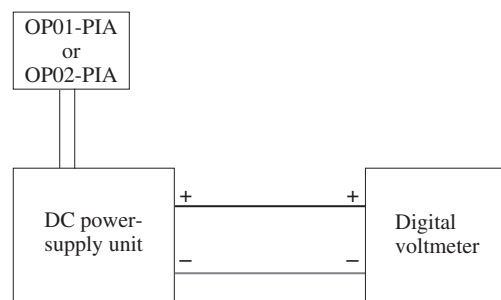 OP01-PIA
or
OP02-PIA
+
+
DC power-
supply unit
Digital
voltmeter
−
−